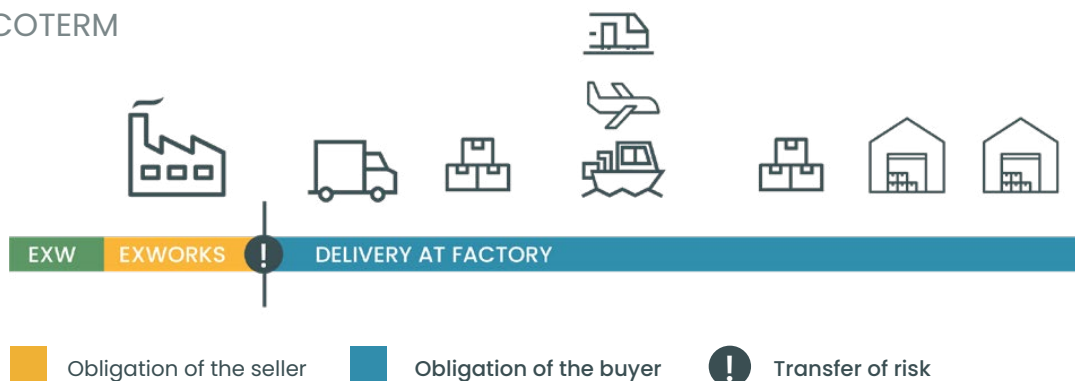 COTERM
EXW EXWORKS ! DELIVERY AT FACTORY
Obligation of the seller Obligation of the buyer ! Transfer of risk